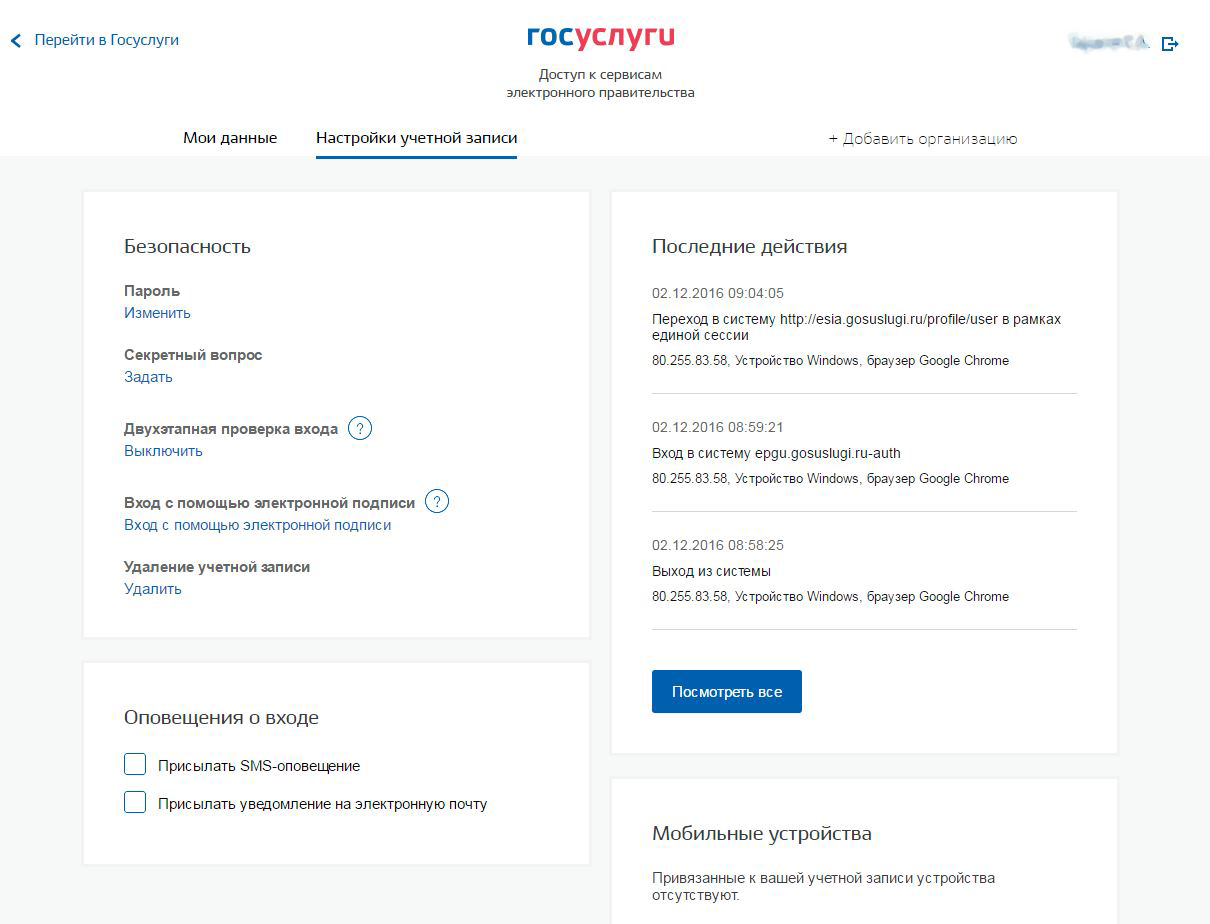 Перейти в Госуслуги
госуслуги
Доступ к сервисам
электронного правительства
Мои данные
Настройки учетной записи
+ Добавить организацию
Безопасность
Пароль
Изменить
Секретный вопрос
Задать
Двухэтапная проверка входа ?
Выключить
Вход с помощью электронной подписи ?
Вход с помощью электронной подписи
Удаление учетной записи
Удалить
Оповещения о входе
Присылать SMS-оповещение
Присылать уведомление на электронную почту
Последние действия
02.12.2016 09:04:05
Переход в систему http://esia.gosuslugi.ru/profile/user в рамках
единой сессии
80.255.83.58, Устройство Windows, браузер Google Chrome
02.12.2016 08:59:21
Вход в систему epgu.gosuslugi.ru-auth
80.255.83.58, Устройство Windows, браузер Google Chrome
02.12.2016 08:58:25
Выход из системы
80.255.83.58, Устройство Windows, браузер Google Chrome
Посмотреть все
Мобильные устройства
Привязанные к вашей учетной записи устройства
отсутствуют.